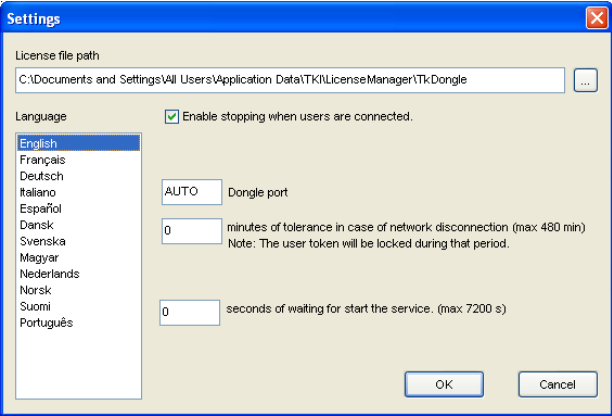 Settings
License file path
C:\Documents and Settings\All Users\Application Data\TKI\LicenseManager\TkDongle
...
Language
Enable stopping when users are connected.
English
Français
Deutsch
Italiano
Español
Dansk
Svenska
Magyar
Nederlands
Norsk
Suomi
Português
AUTO Dongle port
0 minutes of tolerance in case of network disconnection (max 480 min)
Note: The user token will be locked during that period.
0 seconds of waiting for start the service. (max 7200 s)
OK Cancel